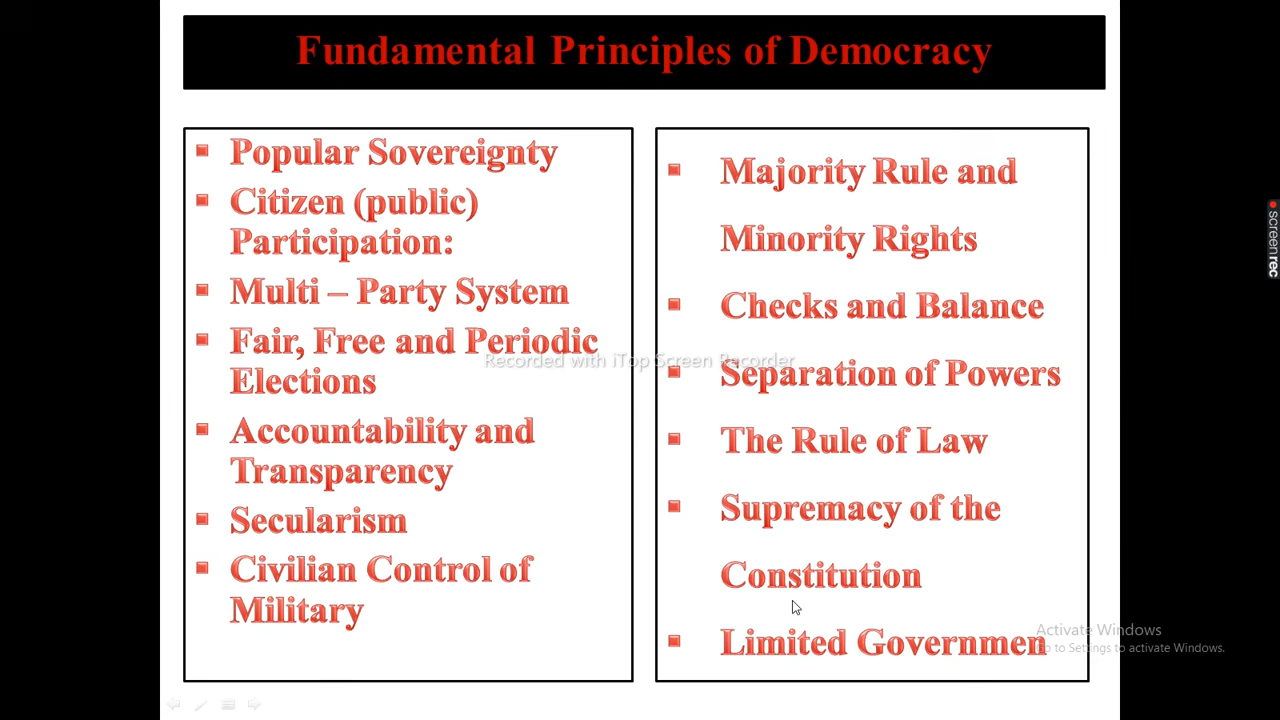 Fundamental Principles of Democracy
Popular Sovereignty
Citizen (public)
Participation:
Multi – Party System
Fair, Free and Periodic
Elections
Accountability and
Transparency
Secularism
Civilian Control of
Military
Majority Rule and
Minority Rights
Checks and Balance
Separation of Powers
The Rule of Law
Supremacy of the
Constitution
Limited Governmen
Recorded with iTop Screen Recorder
Activate Windows
Go to Settings to activate Windows.
screenrec